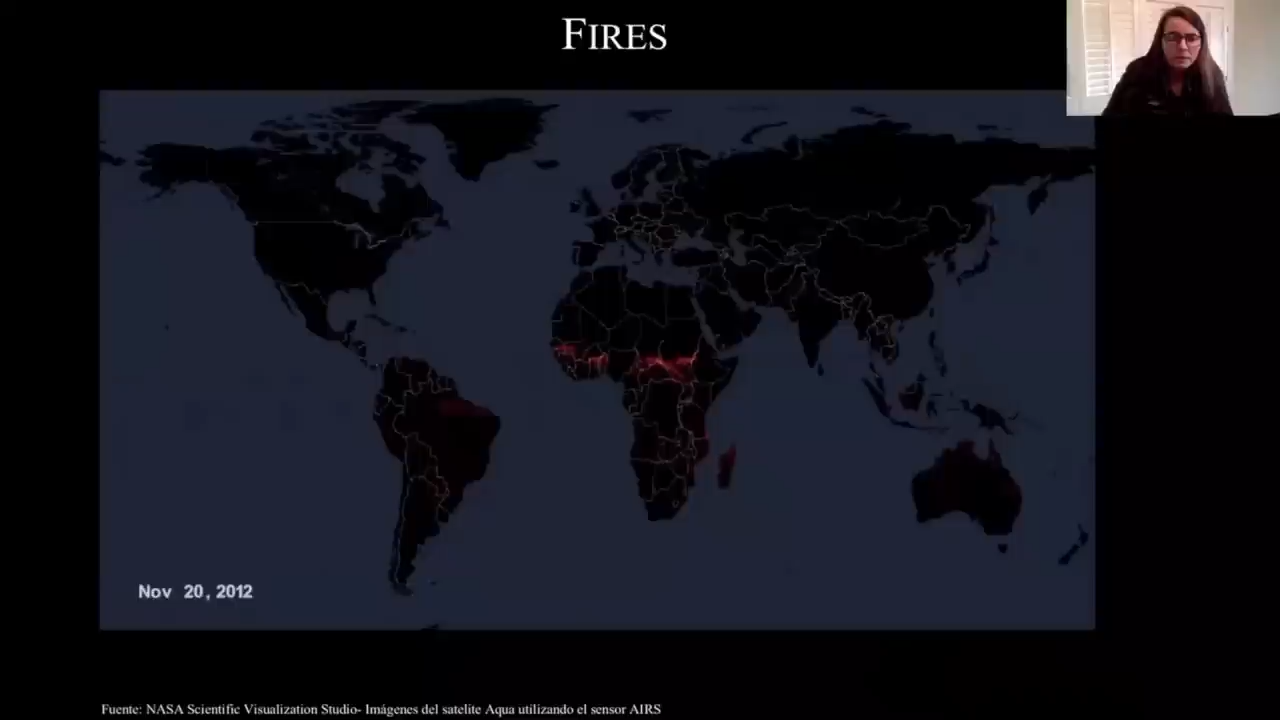 FIRES
Nov 20, 2012
Fuente: NASA Scientific Visualization Studio- Imágenes del satelite Aqua utilizando el sensor AIRS